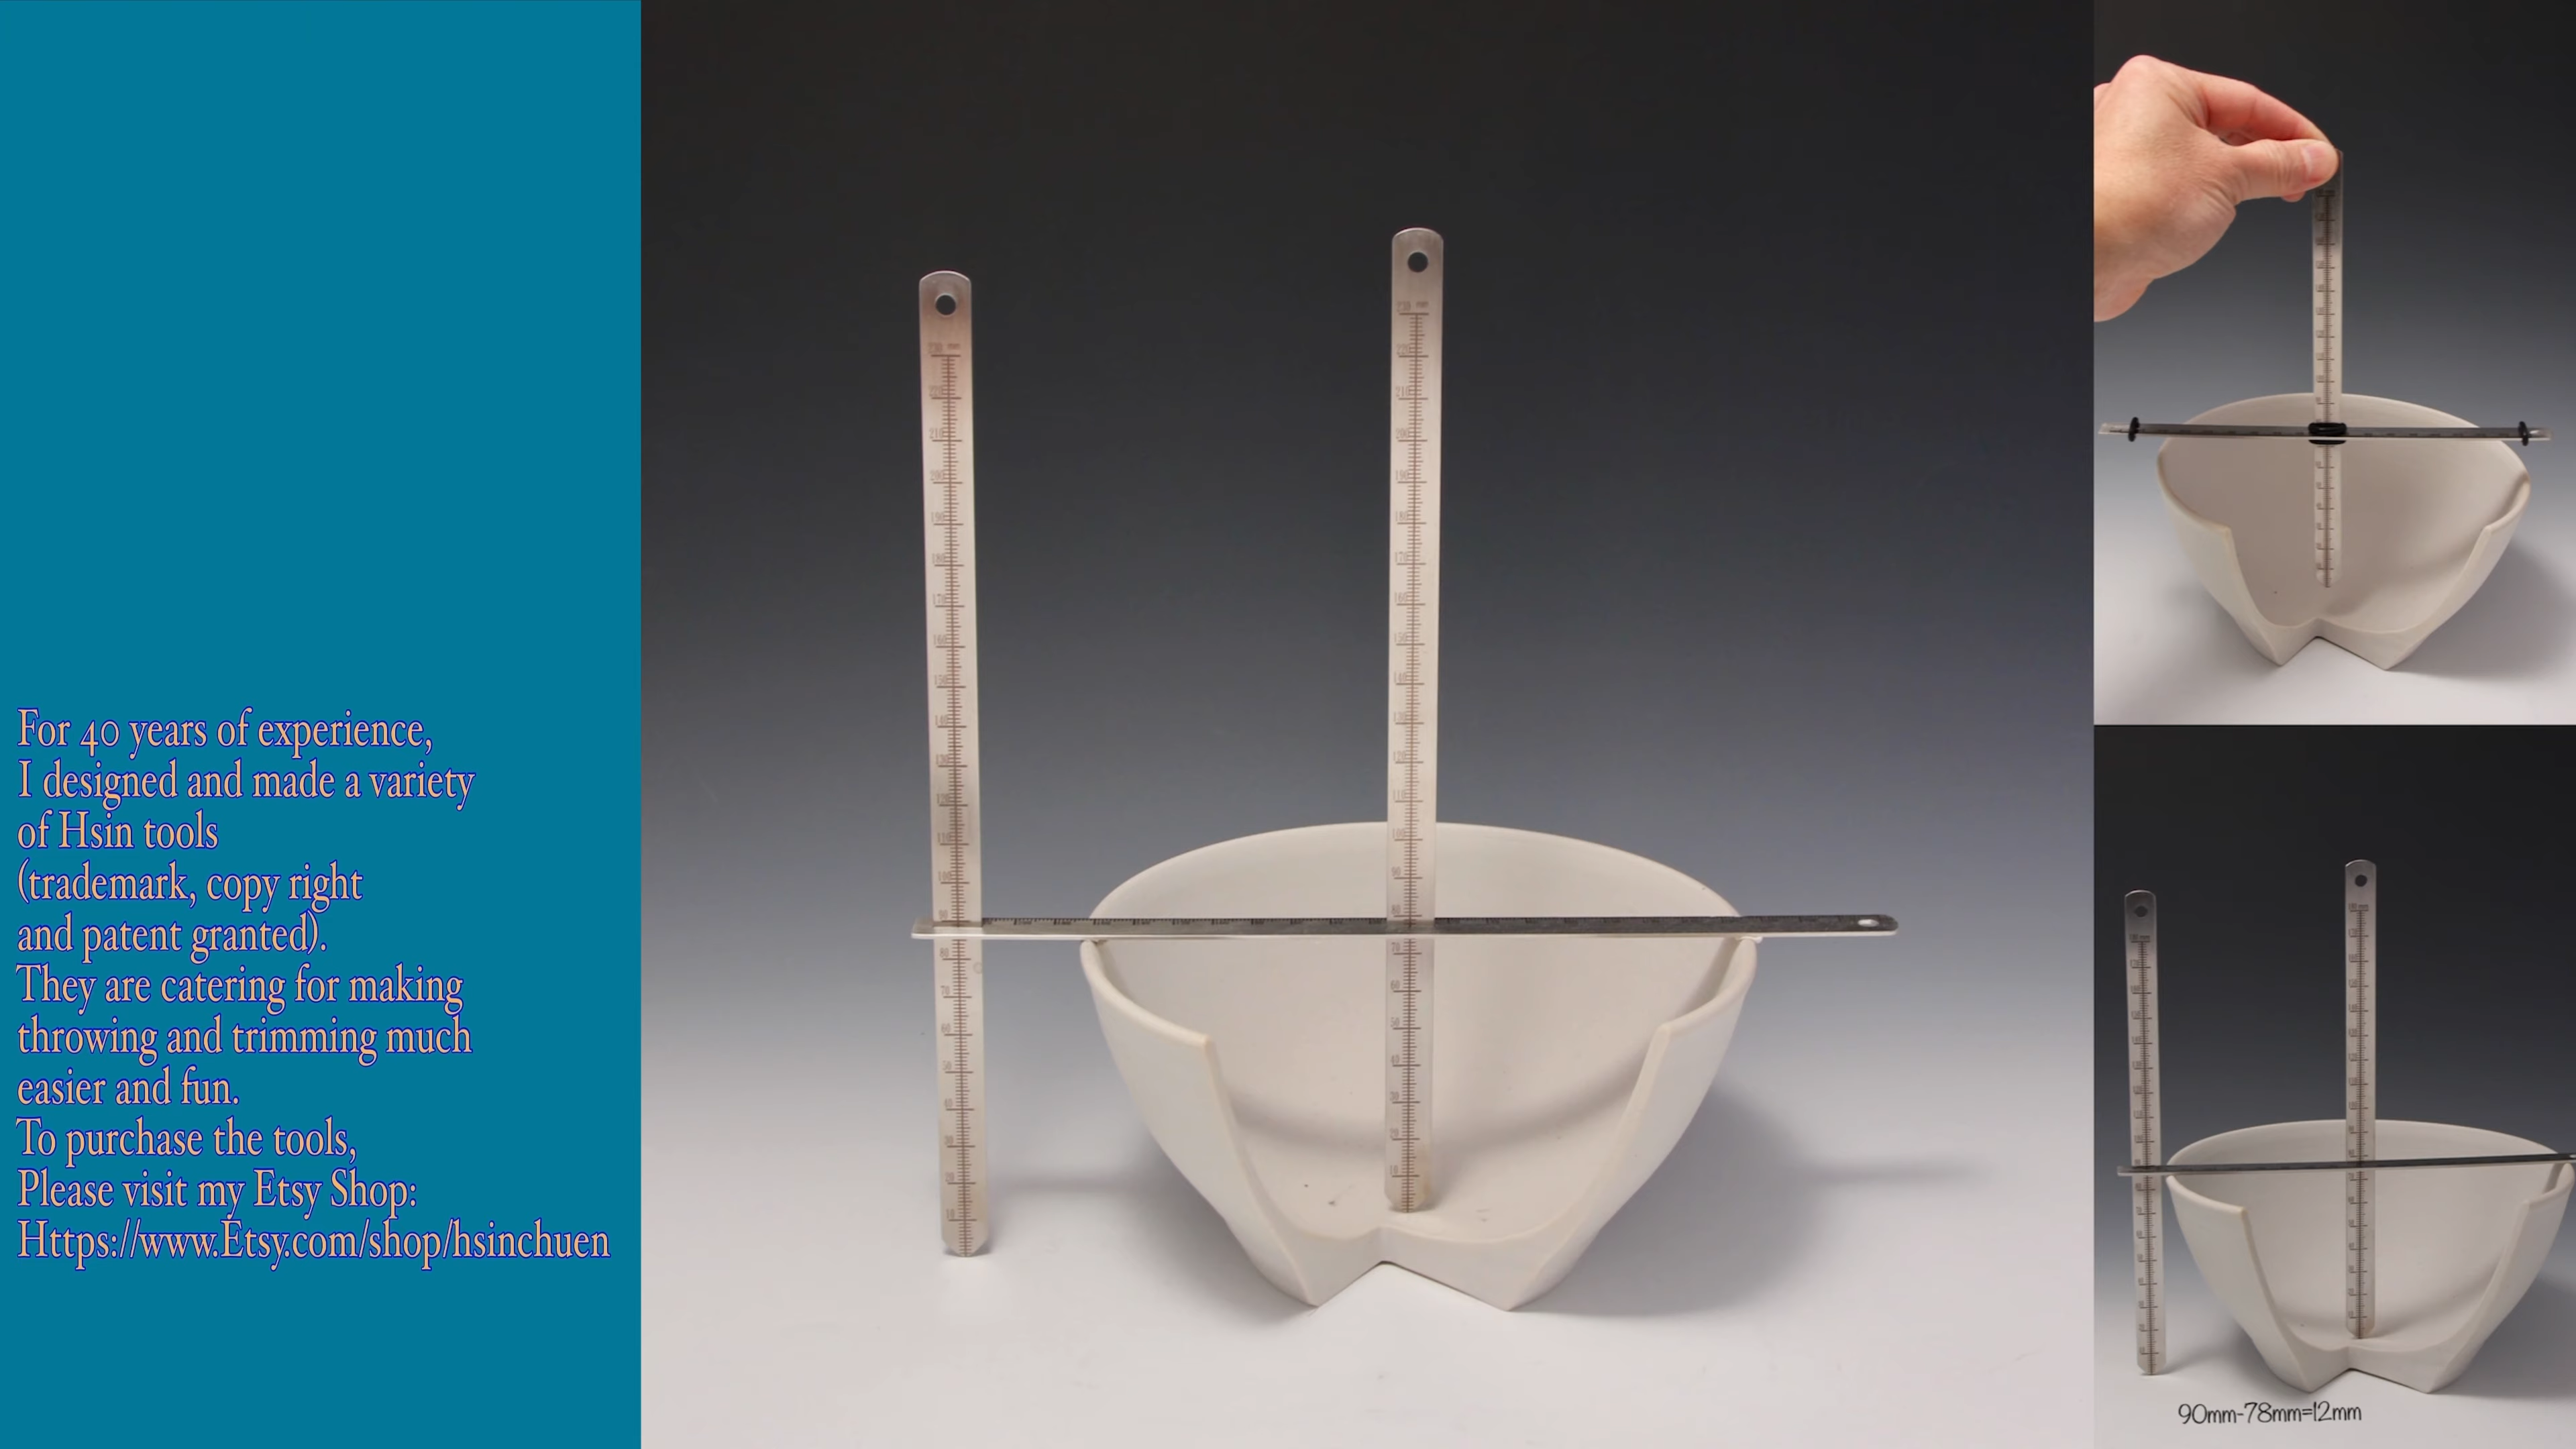 For 40 years of experience,
I designed and made a variety
of Hsin tools
(trademark, copy right
and patent granted).
They are catering for making
throwing and trimming much
easier and fun.
To purchase the tools,
Please visit my Etsy Shop:
Https://www.Etsy.com/shop/hsinchuen
90mm-78mm=12mm